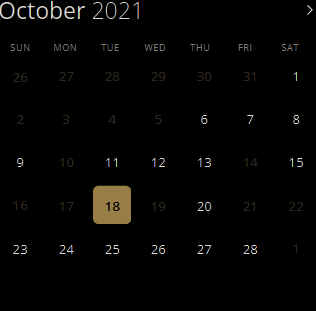 October 2021
SUN MON TUE WED THU FRI SAT
26 27 28 29 30 31 1
2 3 4 5 6 7 8
9 10 11 12 13 14 15
16 17 18 19 20 21 22
23 24 25 26 27 28 1